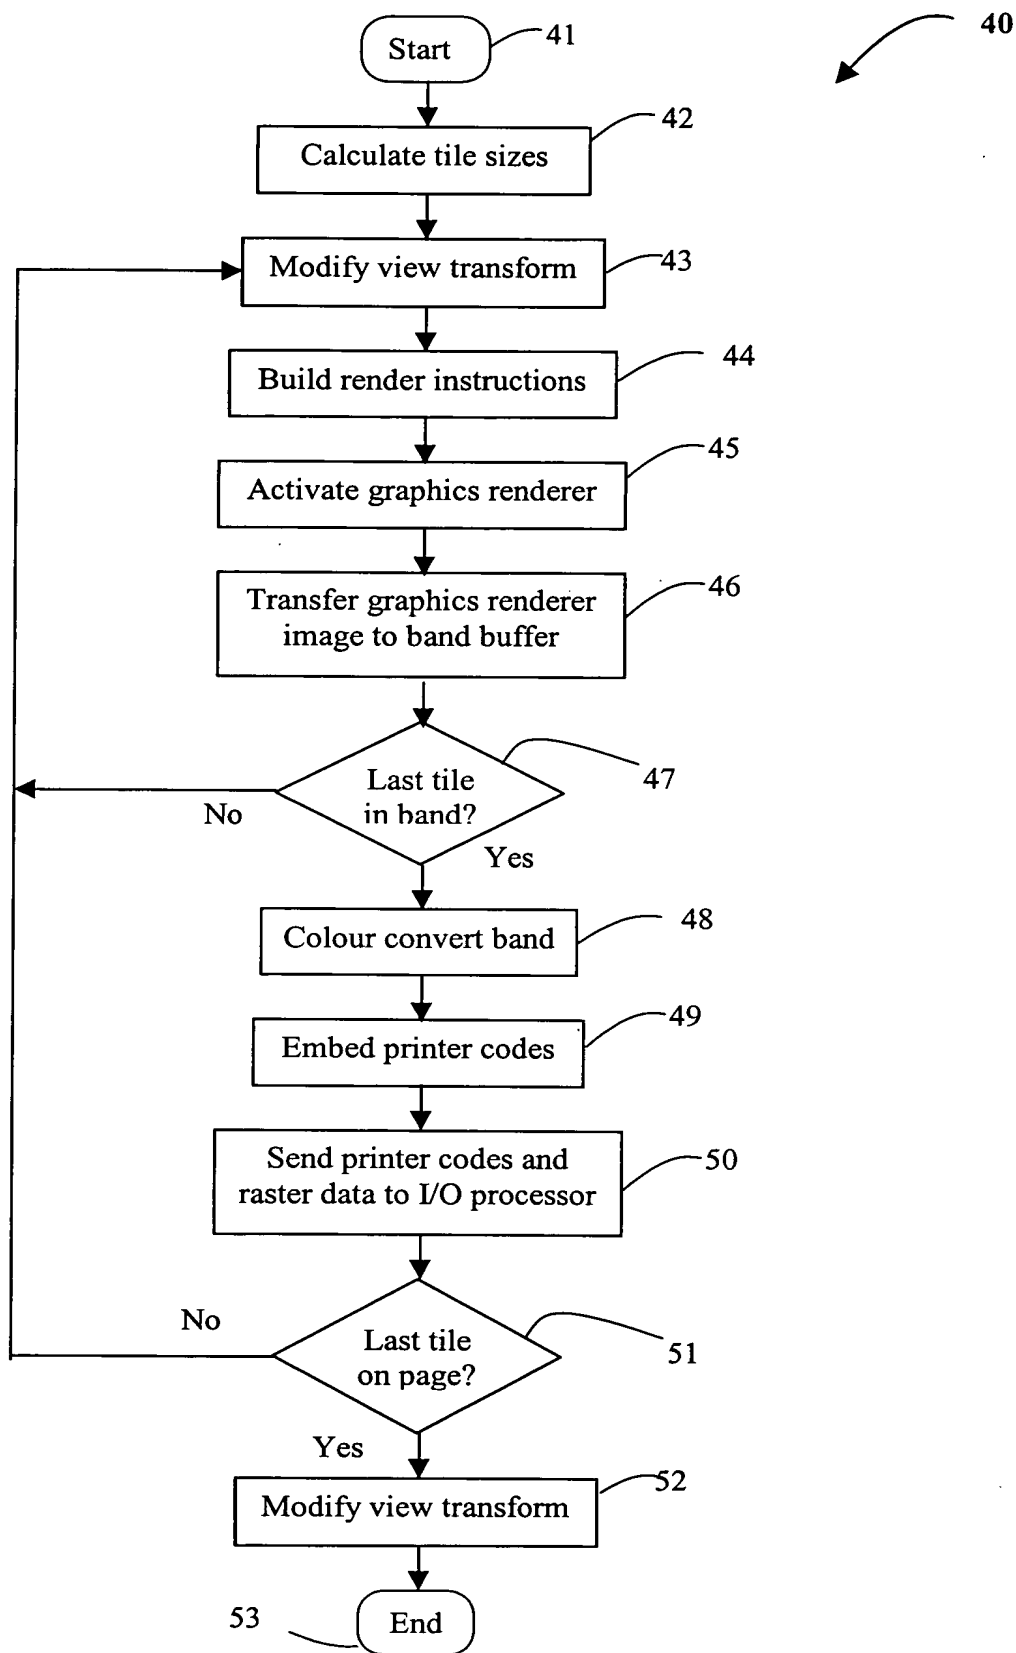 40
Start
41
Calculate tile sizes
42
Modify view transform
43
Build render instructions
44
Activate graphics renderer
45
Transfer graphics renderer
image to band buffer
46
Last tile
in band?
47
No
Yes
Colour convert band
48
Embed printer codes
49
Send printer codes and
raster data to I/O processor
50
Last tile
on page?
51
No
Yes
Modify view transform
52
End
53